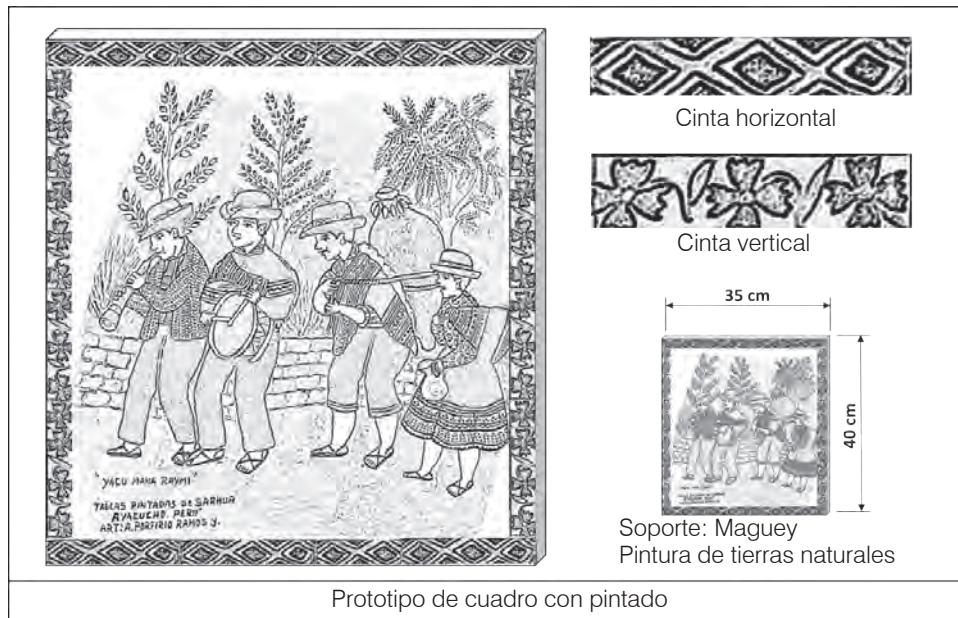 "YACU MAMA RAYMI"
TABLAS PINTADAS DE SARHUA
AYACUCHO. PERÚ"
ART: A. PORFIRIO RAMOS Y.
Cinta horizontal
Cinta vertical
35 cm
40 cm
Soporte: Maguey
Pintura de tierras naturales
Prototipo de cuadro con pintado